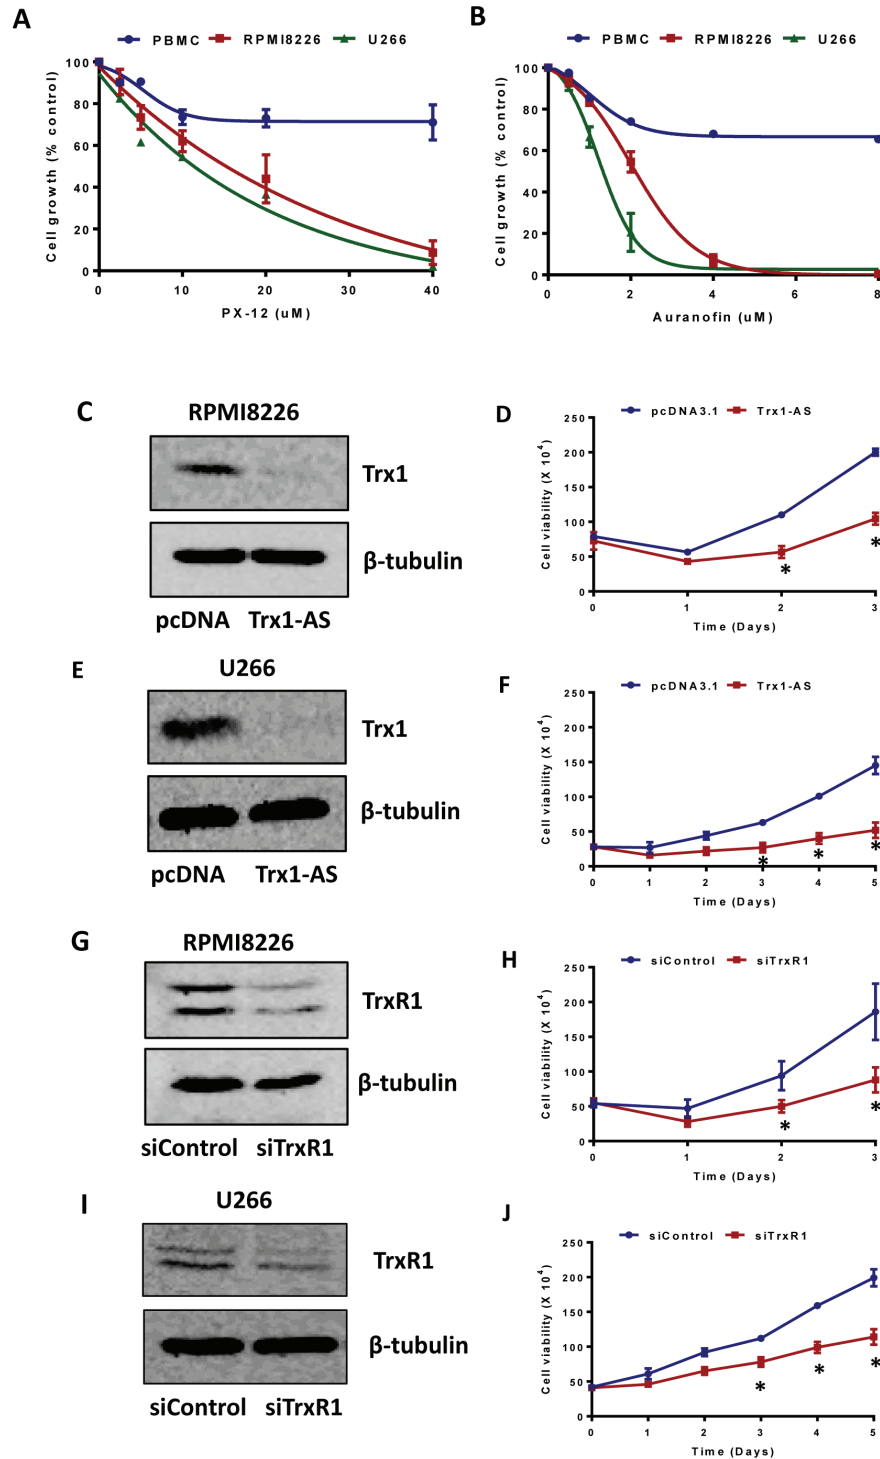 A
PBMC RPMI8226 U266
Cell growth (% control)
100
80
60
40
20
0
0 10 20 30 40
PX-12 (uM)
B
PBMC RPMI8226 U266
Cell growth (% control)
100
80
60
40
20
0
0 2 4 6 8
Auranofin (uM)
C
RPMI8226
Trx1
β-tubulin
pcDNA Trx1-AS
D
pcDNA3.1 Trx1-AS
Cell viability (X 10⁴)
250
200
150
100
50
0
* *
0 1 2 3
Time (Days)
E
U266
Trx1
β-tubulin
pcDNA Trx1-AS
F
pcDNA3.1 Trx1-AS
Cell viability (X 10⁴)
250
200
150
100
50
0
* * *
0 1 2 3 4 5
Time (Days)
G
RPMI8226
TrxR1
β-tubulin
siControl siTrxR1
H
siControl siTrxR1
Cell viability (X 10⁴)
250
200
150
100
50
0
* *
0 1 2 3
Time (Days)
I
U266
TrxR1
β-tubulin
siControl siTrxR1
J
siControl siTrxR1
Cell viability (X 10⁴)
250
200
150
100
50
0
* * *
0 1 2 3 4 5
Time (Days)